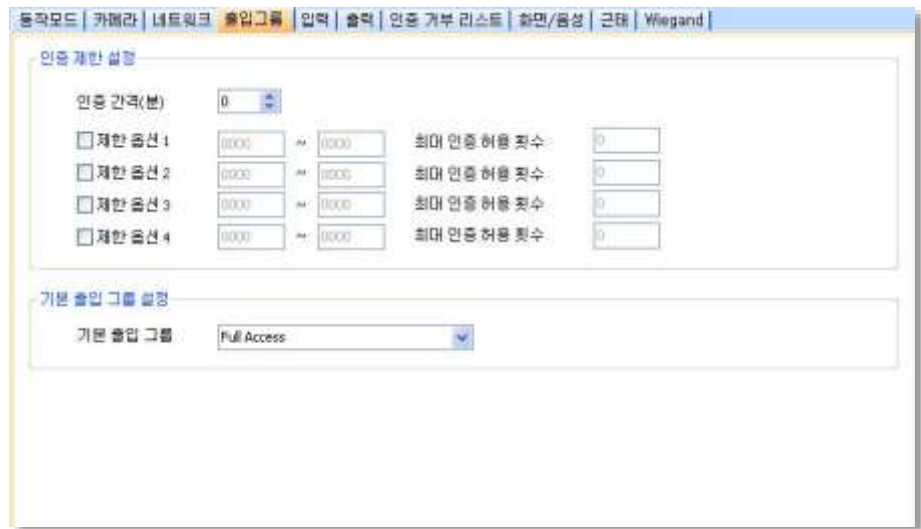 동작모드 | 카메라 | 네트워크 | 출입그룹 | 입력 | 출력 | 인증 거부 리스트 | 화면/음성 | 근태 | Wiegand |
인증 제한 설정
인증 간격(분) 0
제한 옵션 1 0000 ~ 0000 최대 인증 허용 횟수 0
제한 옵션 2 0000 ~ 0000 최대 인증 허용 횟수 0
제한 옵션 3 0000 ~ 0000 최대 인증 허용 횟수 0
제한 옵션 4 0000 ~ 0000 최대 인증 허용 횟수 0
기본 출입 그룹 설정
기본 출입 그룹 Full Access